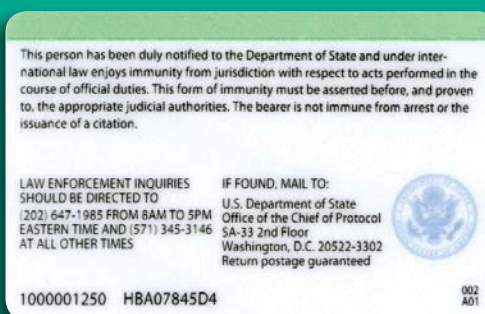 This person has been duly notified to the Department of State and under inter-
national law enjoys immunity from jurisdiction with respect to acts performed in the
course of official duties. This form of immunity must be asserted before, and proven
to, the appropriate judicial authorities. The bearer is not immune from arrest or the
issuance of a citation.
LAW ENFORCEMENT INQUIRIES
SHOULD BE DIRECTED TO
(202) 647-1985 FROM 8AM TO 5PM
EASTERN TIME AND (571) 345-3146
AT ALL OTHER TIMES
IF FOUND, MAIL TO:
U.S. Department of State
Office of the Chief of Protocol
SA-33 2nd Floor
Washington, D.C. 20522-3302
Return postage guaranteed
1000001250 HBA07845D4
002
A01